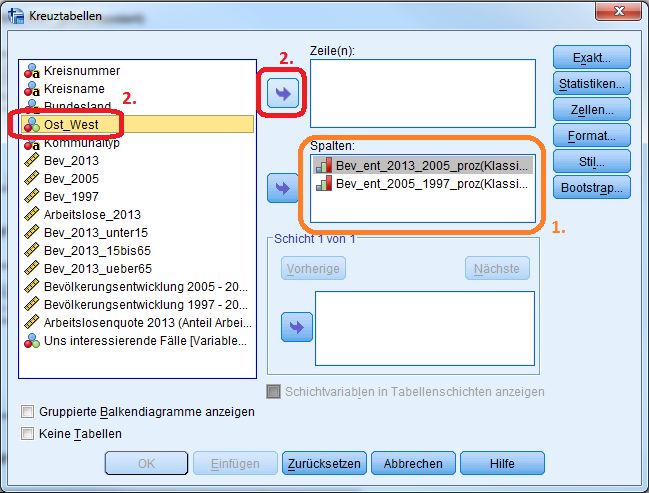 Kreuztabellen
Kreisnummer
Kreisname
Bundesland
2.
Ost_West
Kommunaltyp
Bev_2013
Bev_2005
Bev_1997
Arbeitslose_2013
Bev_2013_unter15
Bev_2013_15bis65
Bev_2013_ueber65
Bevölkerungsentwicklung 2005 - 20...
Bevölkerungsentwicklung 1997 - 20...
Arbeitslosenquote 2013 (Anteil Arbei...
Uns interessierende Fälle [Variable...
2.
Zeile(n):
Spalten:
Bev_ent_2013_2005_proz(Klassi...
Bev_ent_2005_1997_proz(Klassi...
1.
Schicht 1 von 1
Vorherige
Nächste
Schichtvariablen in Tabellenschichten anzeigen
Exakt...
Statistiken...
Zellen...
Format...
Stil...
Bootstrap...
Gruppierte Balkendiagramme anzeigen
Keine Tabellen
OK
Einfügen
Zurücksetzen
Abbrechen
Hilfe